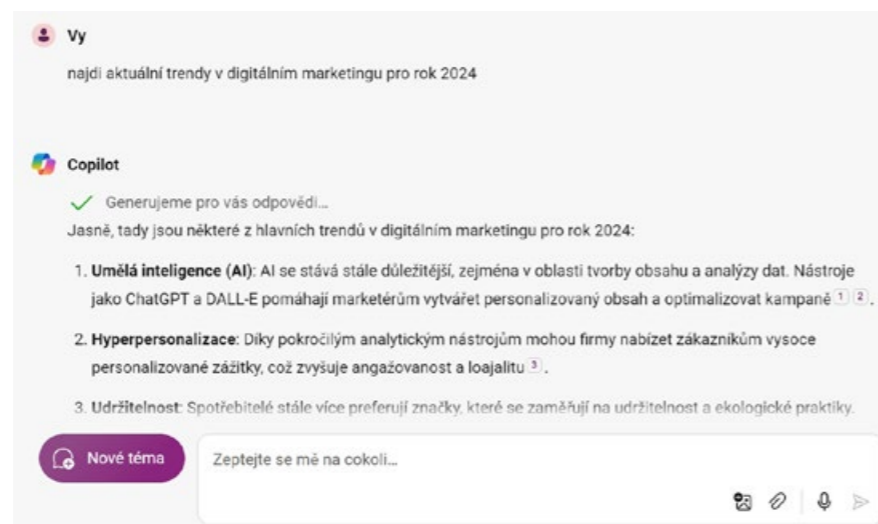 Vy
najdi aktuální trendy v digitálním marketingu pro rok 2024
Copilot
Generujeme pro vás odpovědi...
Jasně, tady jsou některé z hlavních trendů v digitálním marketingu pro rok 2024:
1. Umělá inteligence (AI): AI se stává stále důležitější, zejména v oblasti tvorby obsahu a analýzy dat. Nástroje
jako ChatGPT a DALL-E pomáhají marketérům vytvářet personalizovaný obsah a optimalizovat kampaně 1 2 .
2. Hyperpersonalizace: Díky pokročilým analytickým nástrojům mohou firmy nabízet zákazníkům vysoce
personalizované zážitky, což zvyšuje angažovanost a loajalitu 3 .
3. Udržitelnost: Spotřebitelé stále více preferují značky, které se zaměřují na udržitelnost a ekologické praktiky.
Nové téma
Zeptejte se mě na cokoli...